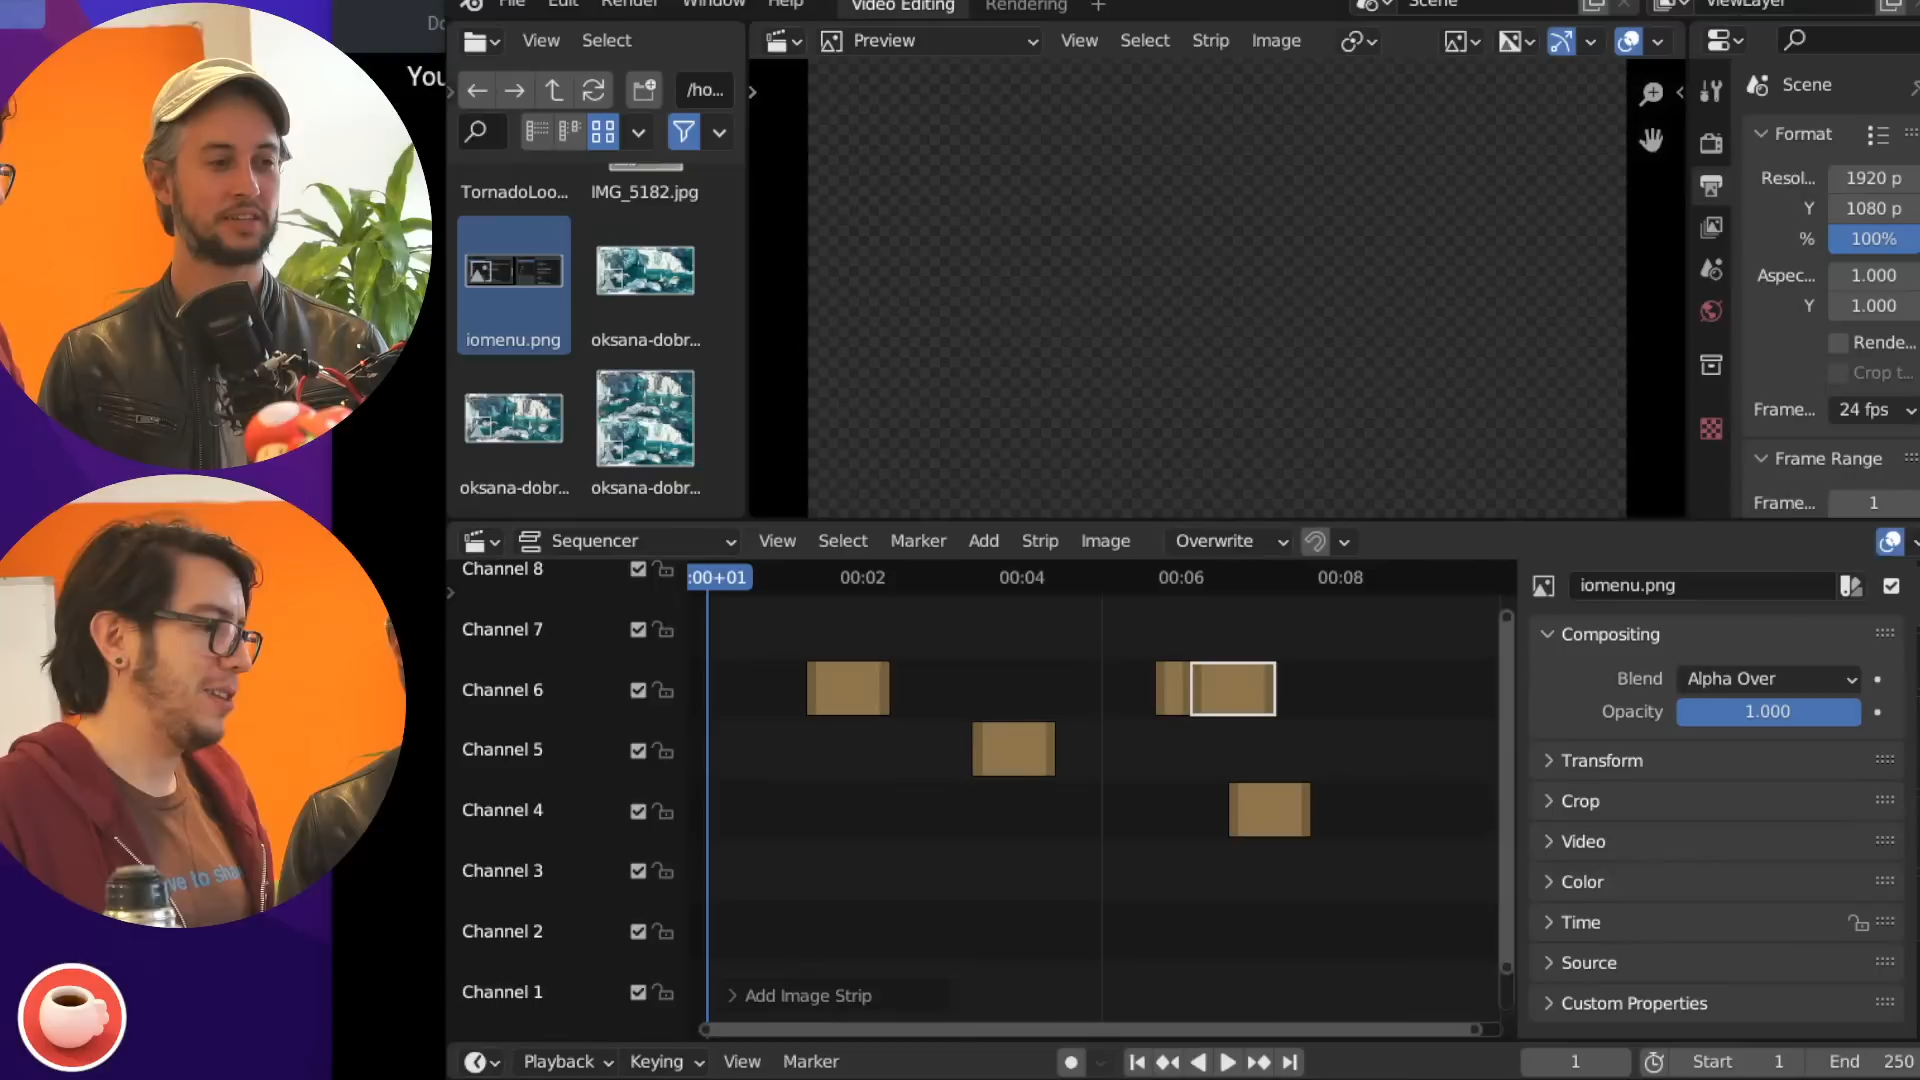 File Edit Render Window Help Video Editing Rendering + Scene ViewLayer
You
View Select
Preview View Select Strip Image
/ho...
Scene
TornadoLoo... IMG_5182.jpg
iomenu.png oksana-dobr...
oksana-dobr... oksana-dobr...
Format
Resol... 1920 p
Y 1080 p
% 100%
Aspec... 1.000
Y 1.000
Rende...
Crop t...
Frame... 24 fps
Frame Range
Frame... 1
Sequencer View Select Marker Add Strip Image Overwrite
:00+01 00:02 00:04 00:06 00:08
Channel 8
Channel 7
Channel 6
Channel 5
Channel 4
Channel 3
Channel 2
Channel 1
Add Image Strip
iomenu.png
Compositing
Blend Alpha Over
Opacity 1.000
Transform
Crop
Video
Color
Time
Source
Custom Properties
ve to sha
Playback Keying View Marker 1 Start 1 End 250